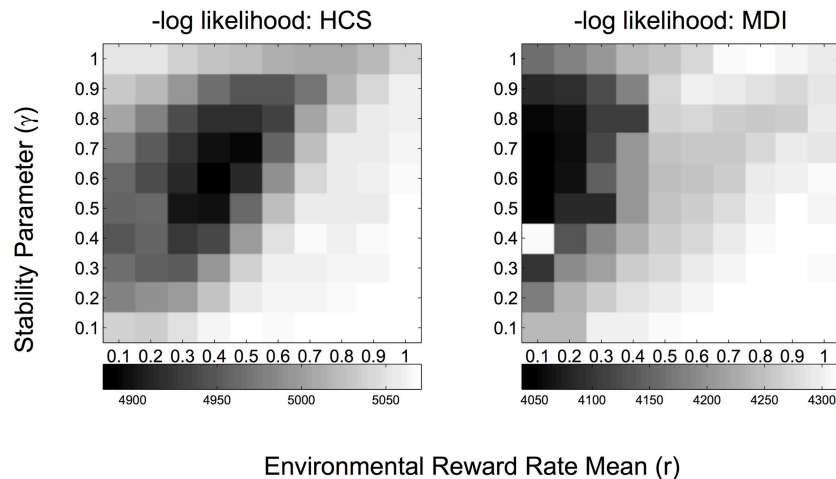 -log likelihood: HCS
-log likelihood: MDI
Stability Parameter (γ)
1
0.9
0.8
0.7
0.6
0.5
0.4
0.3
0.2
0.1
0.1 0.2 0.3 0.4 0.5 0.6 0.7 0.8 0.9 1
4900 4950 5000 5050
1
0.9
0.8
0.7
0.6
0.5
0.4
0.3
0.2
0.1
0.1 0.2 0.3 0.4 0.5 0.6 0.7 0.8 0.9 1
4050 4100 4150 4200 4250 4300
Environmental Reward Rate Mean (r)